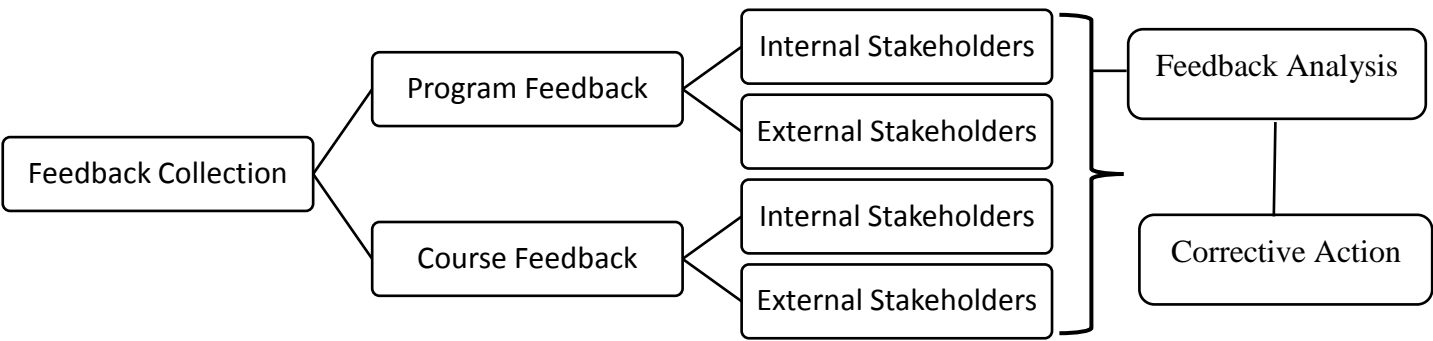 Feedback Collection
Program Feedback
Internal Stakeholders
External Stakeholders
Course Feedback
Internal Stakeholders
External Stakeholders
Feedback Analysis
Corrective Action